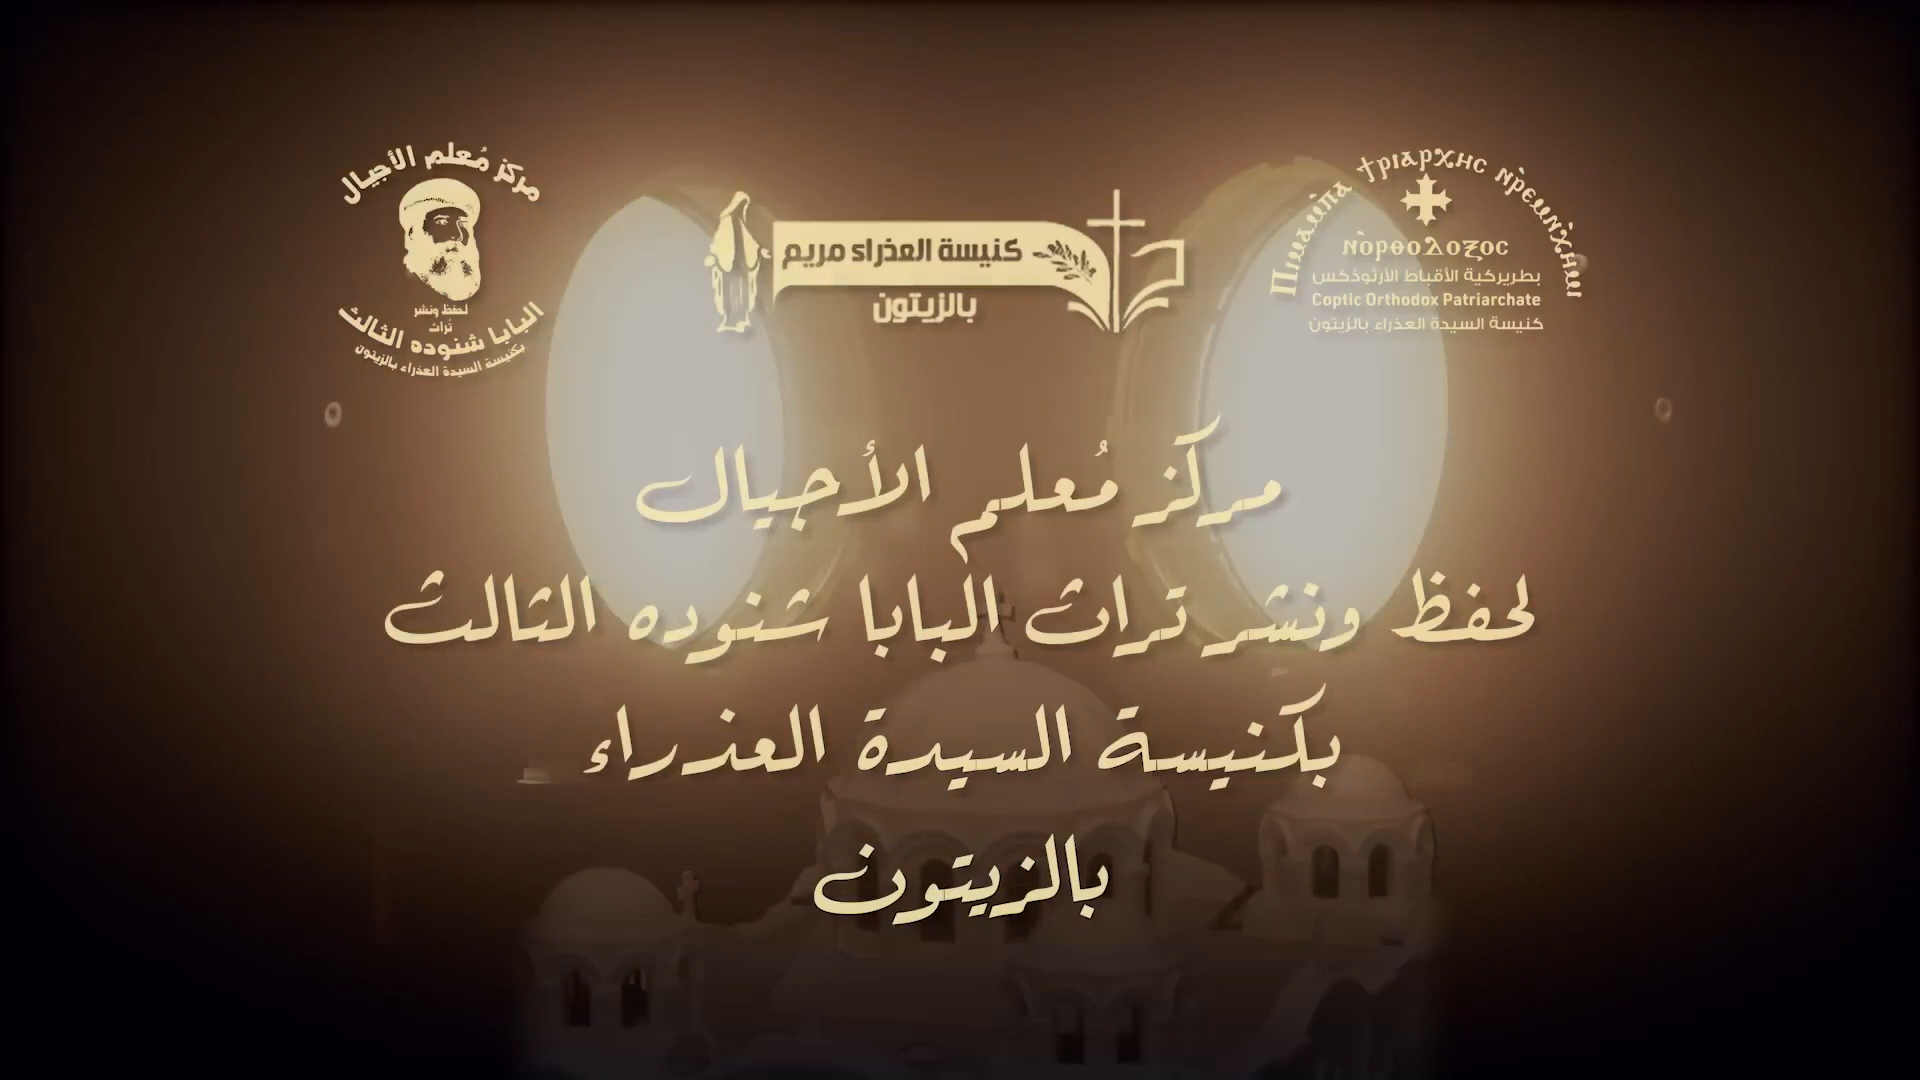 مركز مُعلم الأجيال
لحفظ ونشر
تراث
البابا شنوده الثالث
بكنيسة السيدة العذراء بالزيتون
كنيسة العذراء مريم
بالزيتون
ⲛ̀ⲟⲣⲑⲟⲇⲟⲝⲟⲥ
بطريركية الأقباط الأرثوذكس
Coptic Orthodox Patriarchate
كنيسة السيدة العذراء بالزيتون
مركز مُعلم الأجيال
لحفظ ونشر تراث البابا شنوده الثالث
بكنيسة السيدة العذراء
بالزيتون